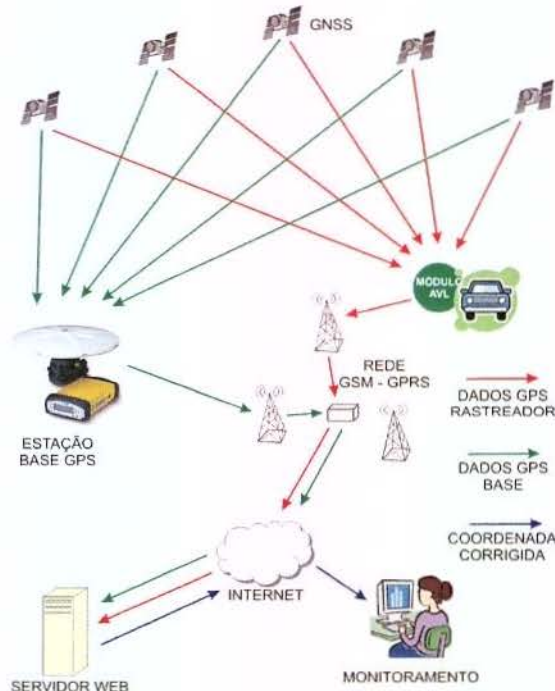 GNSS
MÓDULO
AVL
REDE
GSM - GPRS
ESTAÇÃO
BASE GPS
DADOS GPS
RASTREADOR
DADOS GPS
BASE
COORDENADA
CORRIGIDA
INTERNET
SERVIDOR WEB
MONITORAMENTO